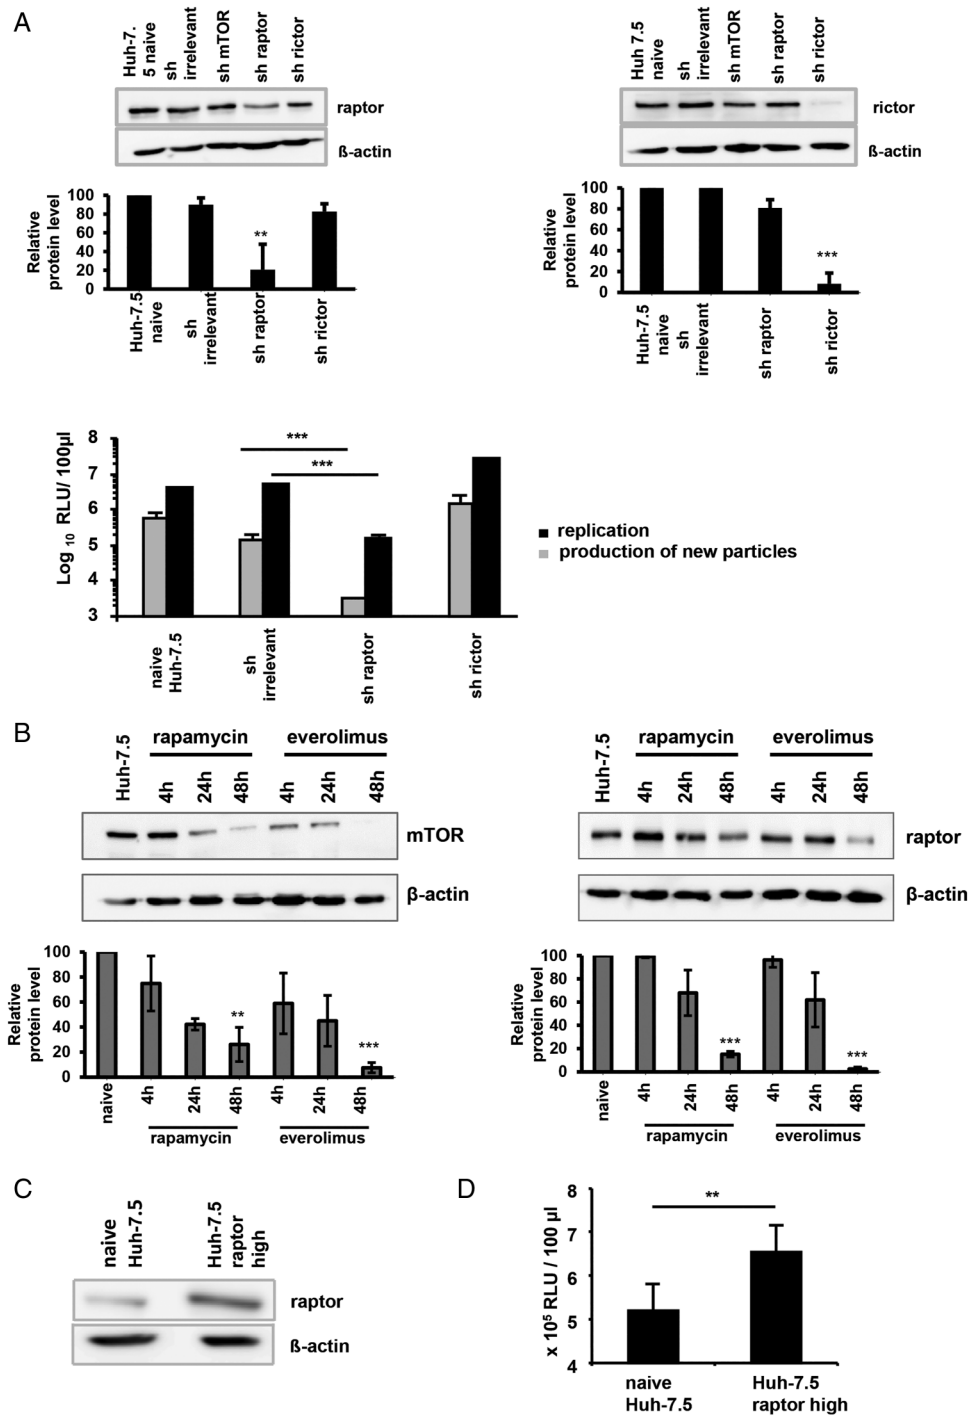 A
Huh-7.
5 naive
sh
irrelevant
sh mTOR
sh raptor
sh rictor
raptor
ß-actin
Relative
protein level
100
80
60
40
20
0
**
Huh-7.5
naive
sh
irrelevant
sh raptor
sh rictor
Huh 7.5
naive
sh
irrelevant
sh mTOR
sh raptor
sh rictor
rictor
ß-actin
Relative
protein level
100
80
60
40
20
0
***
Huh-7.5
naive
sh
irrelevant
sh raptor
sh rictor
Log 10 RLU/ 100µl
8
7
6
5
4
3
***
***
replication
production of new particles
naive
Huh-7.5
sh
irrelevant
sh raptor
sh rictor
B
Huh-7.5
rapamycin
everolimus
4h
24h
48h
4h
24h
48h
mTOR
ß-actin
Relative
protein level
100
80
60
40
20
0
**
***
naive
4h
24h
48h
4h
24h
48h
rapamycin
everolimus
Huh-7.5
rapamycin
everolimus
4h
24h
48h
4h
24h
48h
raptor
ß-actin
Relative
protein level
100
80
60
40
20
0
***
***
naive
4h
24h
48h
4h
24h
48h
rapamycin
everolimus
C
naive
Huh-7.5
Huh-7.5
raptor
high
raptor
ß-actin
D
x 10⁵ RLU / 100 µl
8
7
6
5
4
**
naive
Huh-7.5
Huh-7.5
raptor high